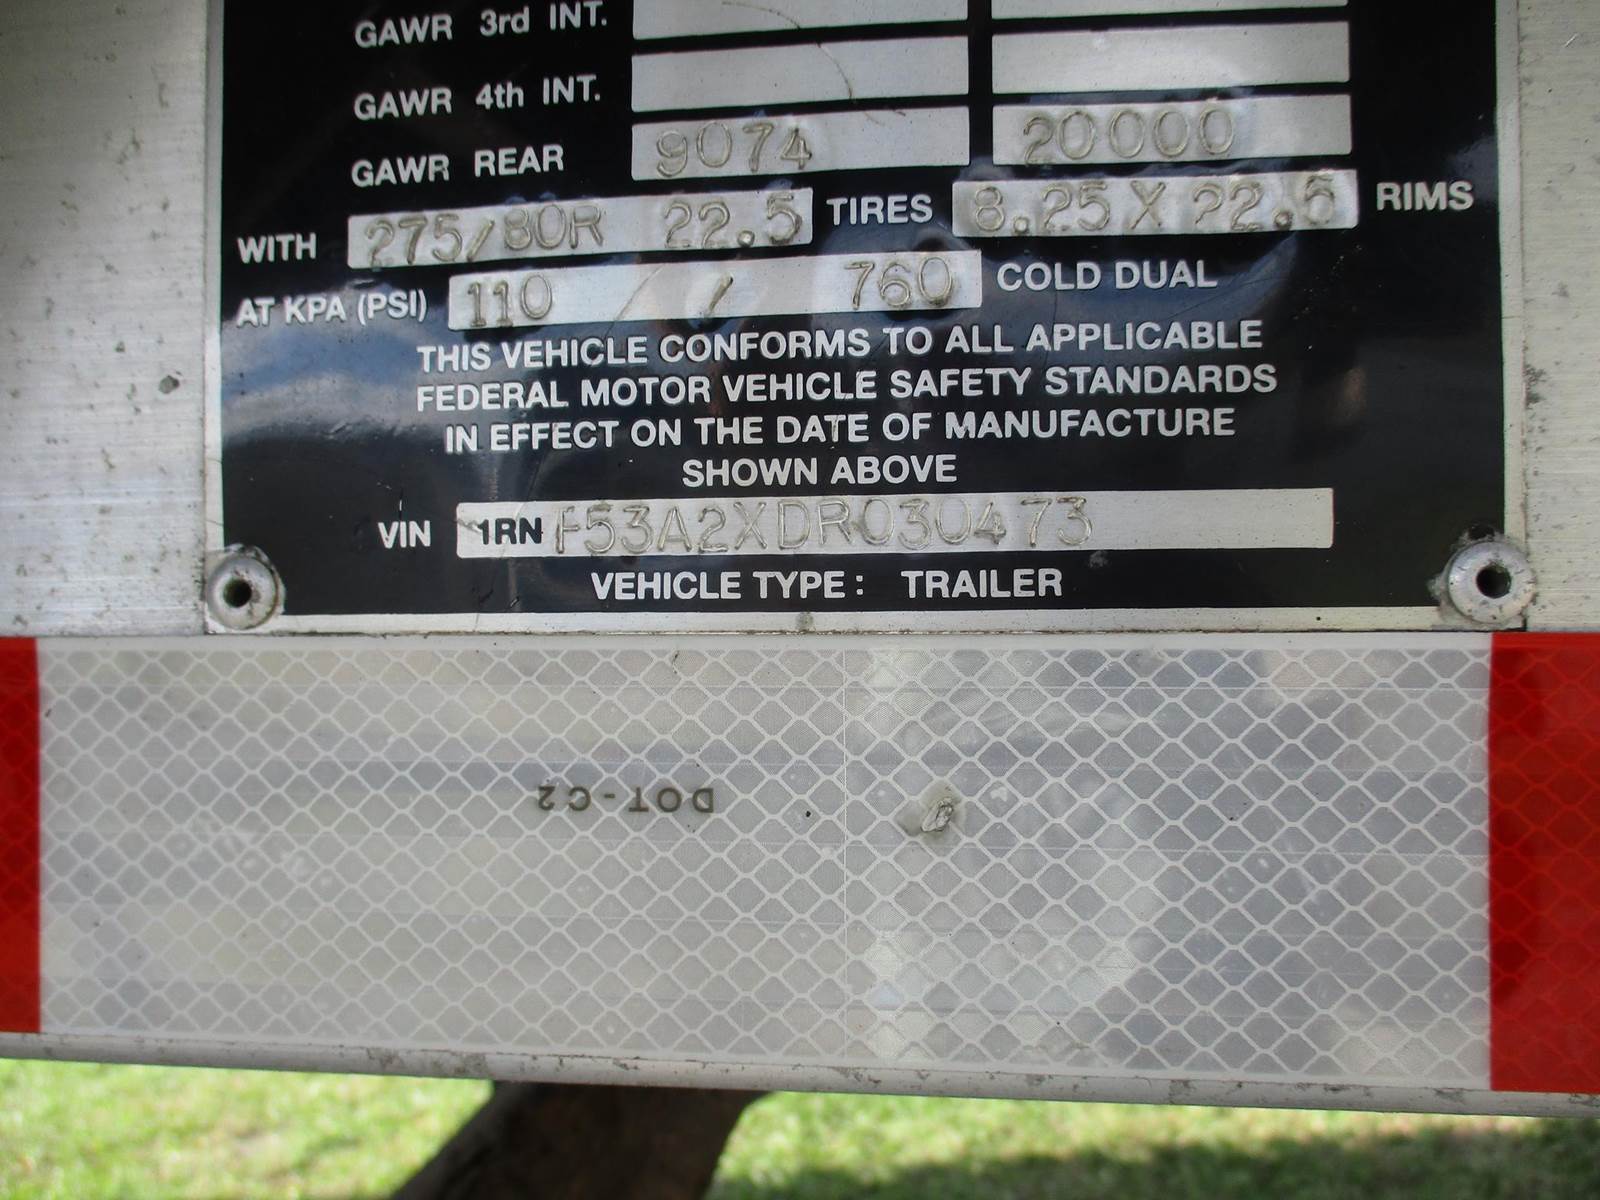 GAWR 3rd INT.
GAWR 4th INT.
GAWR REAR 9074 20000
WITH 275/80R 22.5 TIRES 8.25 X 22.5 RIMS
AT KPA (PSI) 110 / 760 COLD DUAL
THIS VEHICLE CONFORMS TO ALL APPLICABLE
FEDERAL MOTOR VEHICLE SAFETY STANDARDS
IN EFFECT ON THE DATE OF MANUFACTURE
SHOWN ABOVE
VIN 1RNF53A2XDR030473
VEHICLE TYPE: TRAILER
DOT-C2